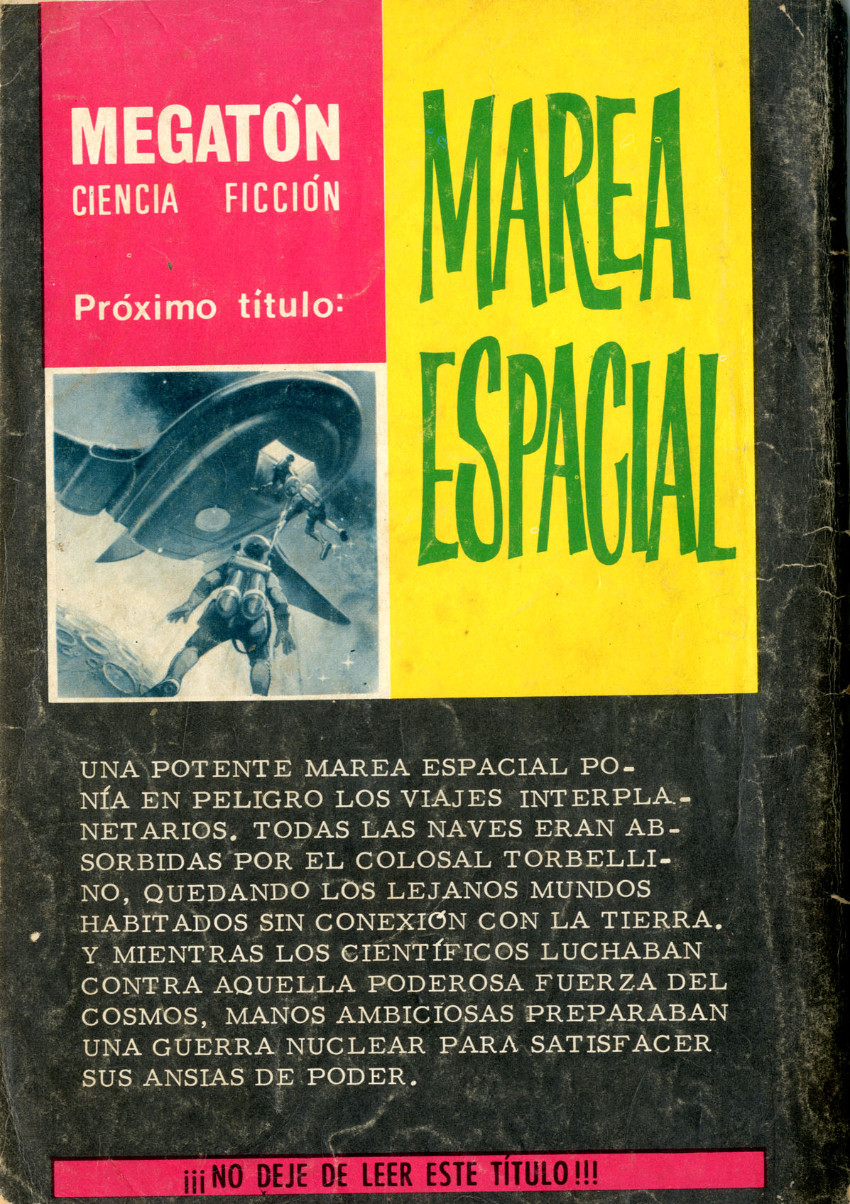 MEGATÓN
CIENCIA FICCIÓN
Próximo título:
MAREA
ESPACIAL
UNA POTENTE MAREA ESPACIAL PO-
NÍA EN PELIGRO LOS VIAJES INTERPLA-
NETARIOS. TODAS LAS NAVES ERAN AB-
SORBIDAS POR EL COLOSAL TORBELLI-
NO, QUEDANDO LOS LEJANOS MUNDOS
HABITADOS SIN CONEXIÓN CON LA TIERRA.
Y MIENTRAS LOS CIENTÍFICOS LUCHABAN
CONTRA AQUELLA PODEROSA FUERZA DEL
COSMOS, MANOS AMBICIOSAS PREPARABAN
UNA GUERRA NUCLEAR PARA SATISFACER
SUS ANSIAS DE PODER.
¡¡¡NO DEJE DE LEER ESTE TÍTULO!!!